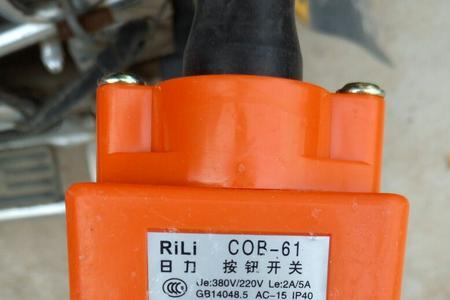 RiLi COB-61
日力 按钮开关
Ue:380V/220V Le:2A/5A
GB14048.5 AC-15 IP40